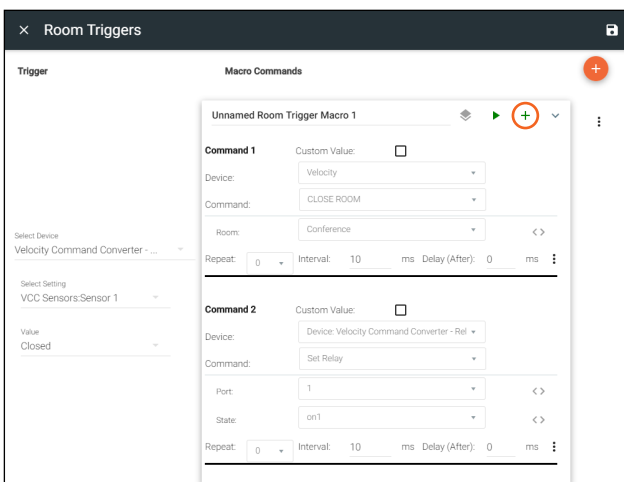 × Room Triggers
Trigger Macro Commands
Unnamed Room Trigger Macro 1
Command 1 Custom Value:
Device: Velocity
Command: CLOSE ROOM
Room: Conference
Repeat: 0 Interval: 10 ms Delay (After): 0 ms
Select Device
Velocity Command Converter - ...
Select Setting
VCC Sensors:Sensor 1
Value
Closed
Command 2 Custom Value:
Device: Device: Velocity Command Converter - Rel
Command: Set Relay
Port: 1
State: on1
Repeat: 0 Interval: 10 ms Delay (After): 0 ms